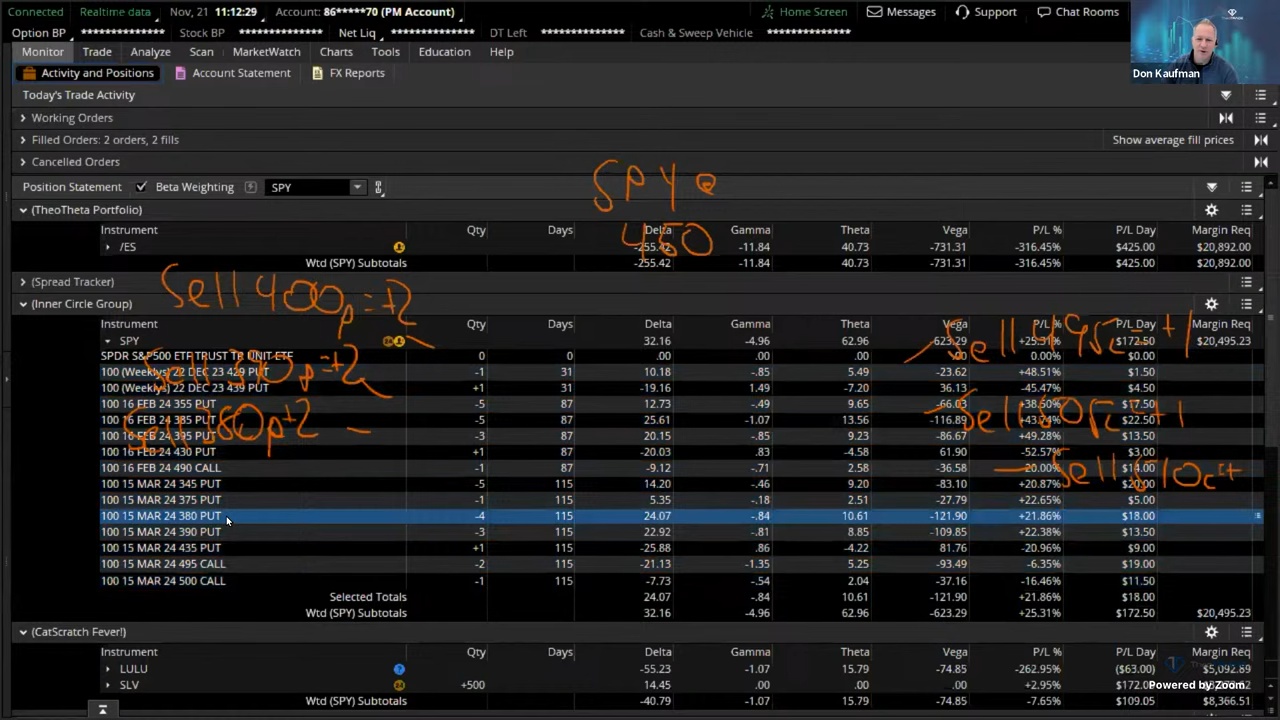 Connected Realtime data Nov, 21 11:12:29 Account: 86*****70 (PM Account) Home Screen Messages Support Chat Rooms
Option BP ************** Stock BP ************** Net Liq ************** DT Left ************** Cash & Sweep Vehicle **************
Monitor Trade Analyze Scan MarketWatch Charts Tools Education Help
Don Kaufman
Activity and Positions Account Statement FX Reports
Today's Trade Activity
Working Orders
Filled Orders: 2 orders, 2 fills Show average fill prices
Cancelled Orders
SPY @
Position Statement Beta Weighting SPY
(TheoTheta Portfolio)
Instrument Qty Days Delta Gamma Theta Vega P/L % P/L Day Margin Req
450
/ES -255.42 -11.84 40.73 -731.31 -316.45% $425.00 $20,892.00
Wtd (SPY) Subtotals -255.42 -11.84 40.73 -731.31 -316.45% $425.00 $20,892.00
(Spread Tracker)
Sell 400p=+2
(Inner Circle Group)
Instrument Qty Days Delta Gamma Theta Vega P/L % P/L Day Margin Req
Sell 495c=+1
SPY 32.16 -4.96 62.96 -623.29 +25.31% $172.50 $20,495.23
SPDR S&P500 ETF TRUST TR UNIT ETF 0 0 .00 .00 .00 .00 0.00% $0.00
Sell 390p=+2
100 (Weeklys) 22 DEC 23 429 PUT -1 31 10.18 -.85 5.49 -23.62 +48.51% $1.50
100 (Weeklys) 22 DEC 23 439 PUT +1 31 -19.16 1.49 -7.20 36.13 -45.47% $4.50
100 16 FEB 24 355 PUT -5 87 12.73 -.49 9.65 -66.03 +38.50% $17.50
Sell 380p+2
100 16 FEB 24 385 PUT -5 87 25.61 -1.07 13.56 -116.89 $22.50
100 16 FEB 24 395 PUT -3 87 20.15 -.85 9.23 -86.67 +49.28% $13.50
100 16 FEB 24 430 PUT +1 87 -20.03 .83 -4.58 61.90 -52.57% $3.00
100 16 FEB 24 490 CALL -1 87 -9.12 -.71 2.58 -36.58 -20.00% $14.00
Sell 510c
100 15 MAR 24 345 PUT -5 115 14.20 -.46 9.20 -83.10 +20.87% $20.00
100 15 MAR 24 375 PUT -1 115 5.35 -.18 2.51 -27.79 +22.65% $5.00
100 15 MAR 24 380 PUT -4 115 24.07 -.84 10.61 -121.90 +21.86% $18.00
100 15 MAR 24 390 PUT -3 115 22.92 -.81 8.85 -109.85 +22.38% $13.50
100 15 MAR 24 435 PUT +1 115 -25.88 .86 -4.22 81.76 -20.96% $9.00
100 15 MAR 24 495 CALL -2 115 -21.13 -1.35 5.25 -93.49 -6.35% $19.00
100 15 MAR 24 500 CALL -1 115 -7.73 -.54 2.04 -37.16 -16.46% $11.50
Selected Totals 24.07 -.84 10.61 -121.90 +21.86% $18.00
Wtd (SPY) Subtotals 32.16 -4.96 62.96 -623.29 +25.31% $172.50 $20,495.23
(CatScratch Fever!)
Instrument Qty Days Delta Gamma Theta Vega P/L % P/L Day Margin Req
LULU -55.23 -1.07 15.79 -74.85 -262.95% ($63.00) $5,092.89
SLV +500 14.45 .00 .00 .00 +2.95%
Powered by Zoom
Wtd (SPY) Subtotals -40.79 -1.07 15.79 -74.85 -7.65% $109.05 $8,366.51